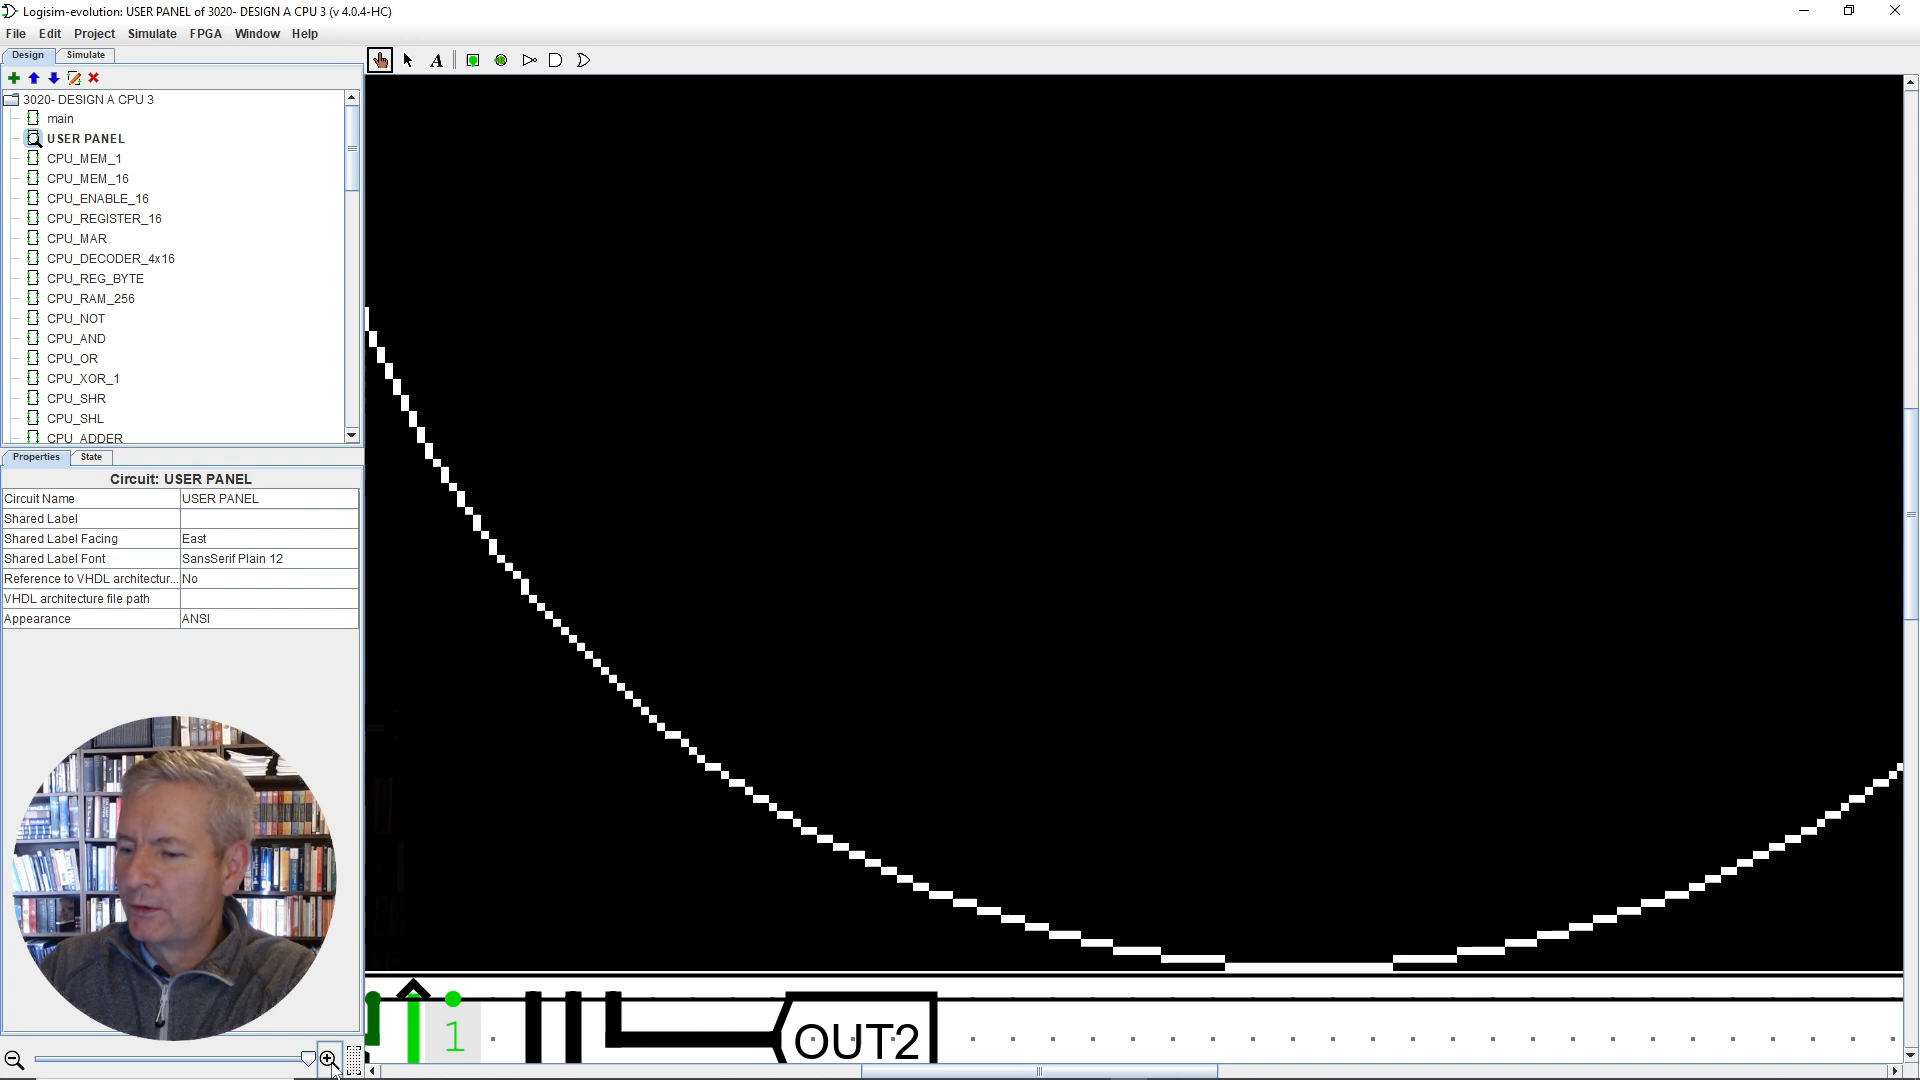 Logisim-evolution: USER PANEL of 3020- DESIGN A CPU 3 (v 4.0.4-HC)
File Edit Project Simulate FPGA Window Help
Design Simulate
A
3020- DESIGN A CPU 3
main
USER PANEL
CPU_MEM_1
CPU_MEM_16
CPU_ENABLE_16
CPU_REGISTER_16
CPU_MAR
CPU_DECODER_4x16
CPU_REG_BYTE
CPU_RAM_256
CPU_NOT
CPU_AND
CPU_OR
CPU_XOR_1
CPU_SHR
CPU_SHL
CPU_ADDER
Properties State
Circuit: USER PANEL
Circuit Name USER PANEL
Shared Label
Shared Label Facing East
Shared Label Font SansSerif Plain 12
Reference to VHDL architectur... No
VHDL architecture file path
Appearance ANSI
1
OUT2